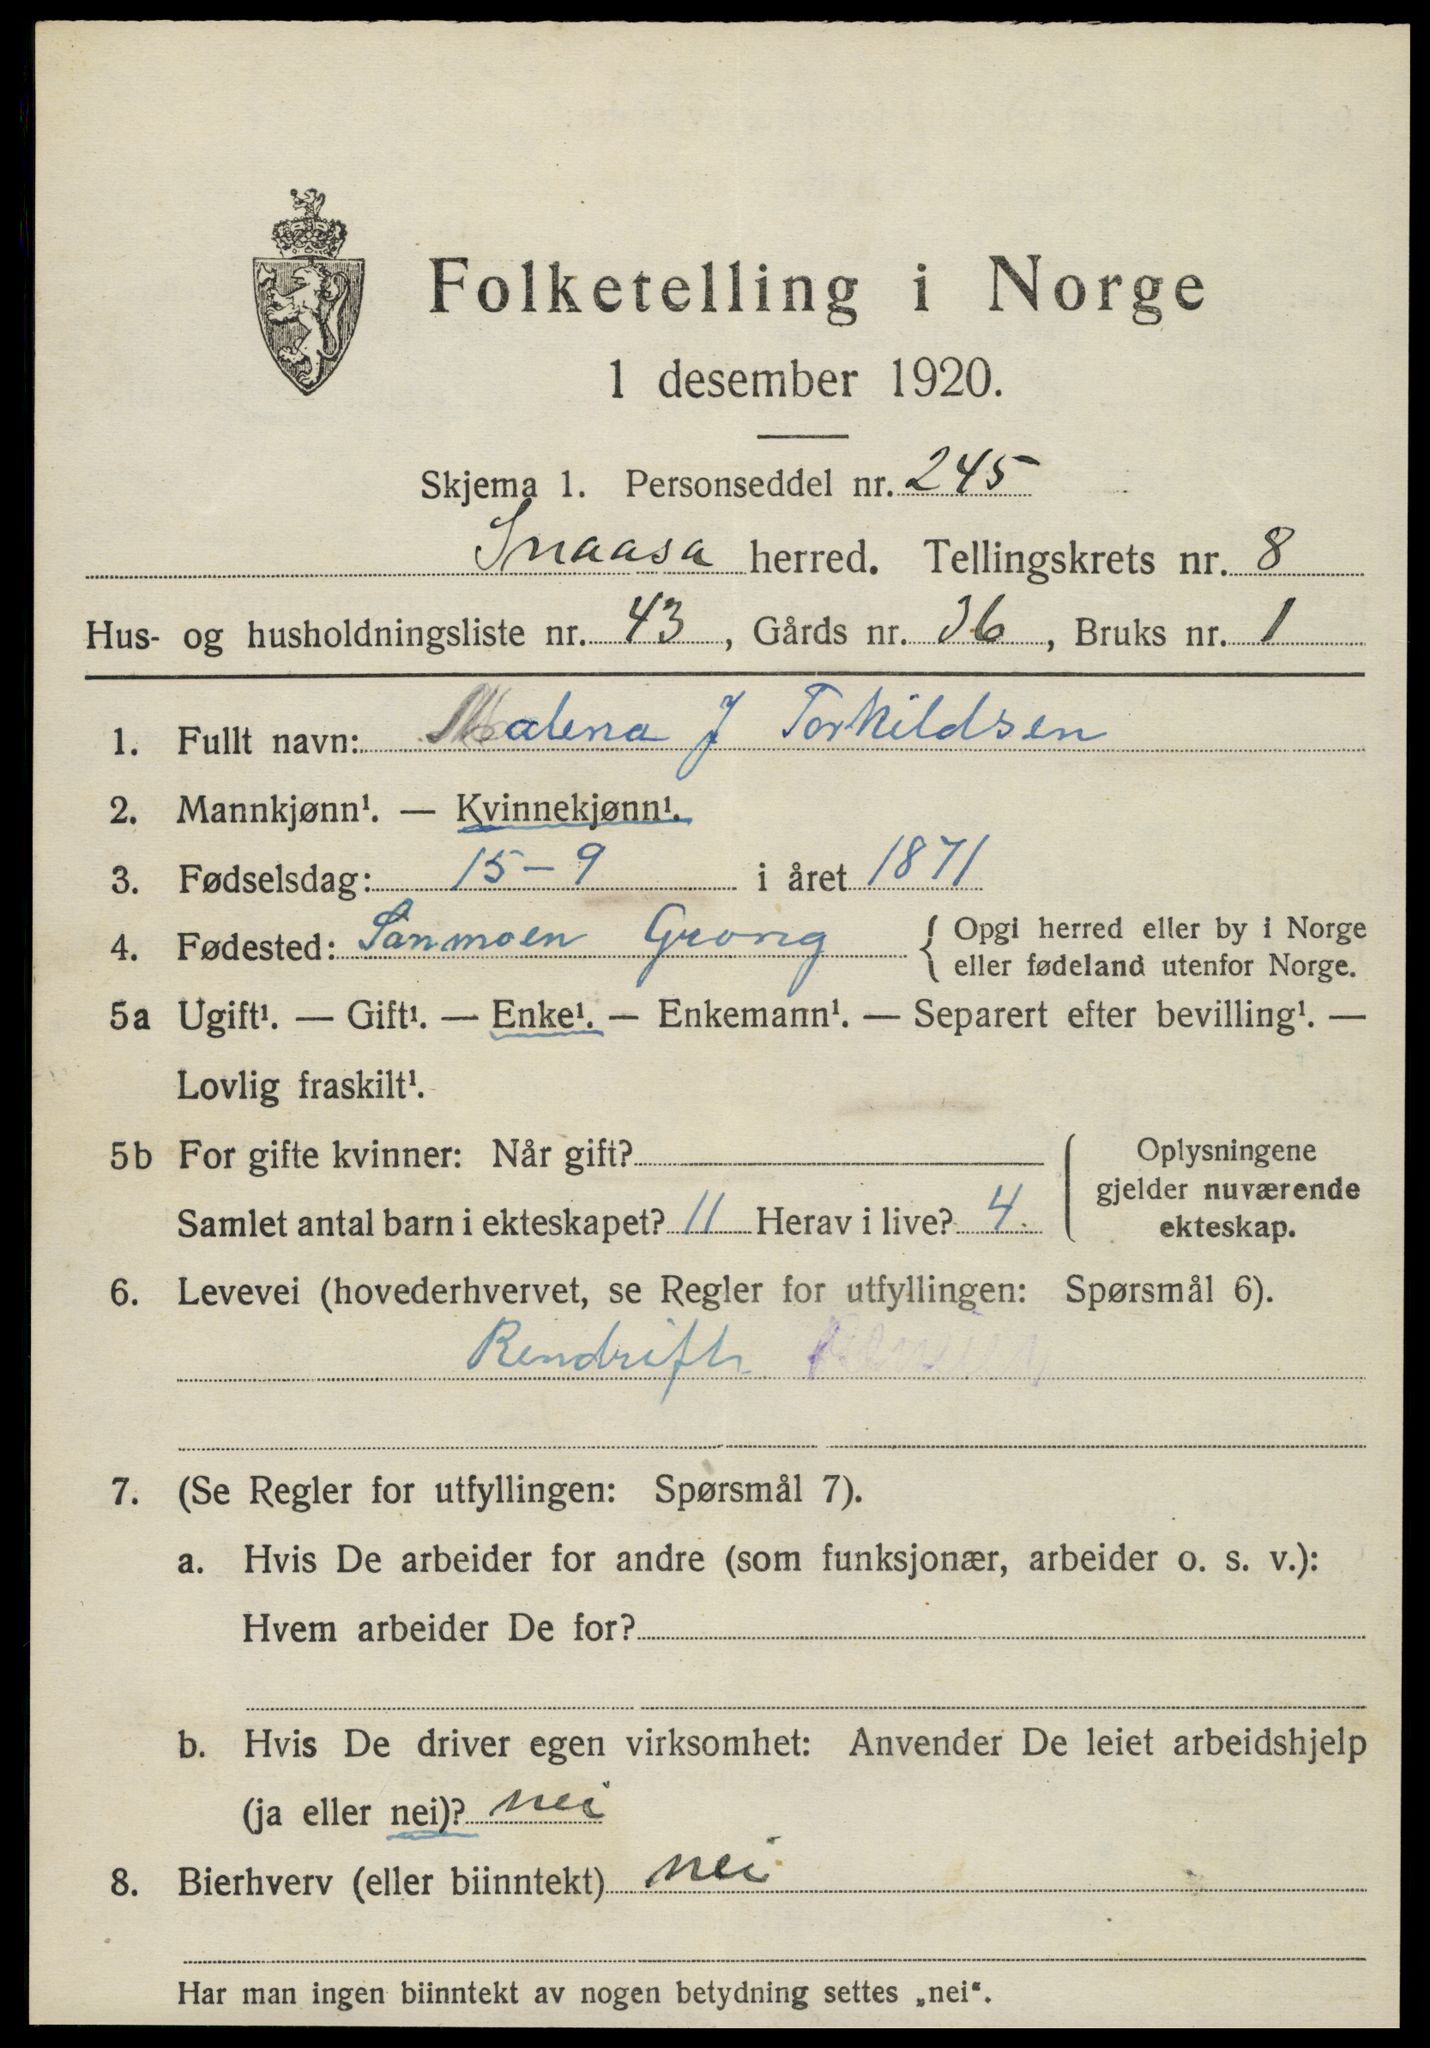 Folketelling i Norge
1 desember 1920.
Skjema 1. Personseddel nr. 245
Snaasa herred. Tellingskrets nr. 8
Hus- og husholdningsliste nr. 43, Gårds nr. 36, Bruks nr. 1
1. Fullt navn: Malena J Torkildsen
2. Mannkjønn¹. — Kvinnekjønn¹.
3. Fødselsdag: 15-9 i året 1871
4. Fødested: Sanmoen Grong { Opgi herred eller by i Norge
eller fødeland utenfor Norge.
5a Ugift¹. — Gift¹. — Enke¹. — Enkemann¹. — Separert efter bevilling¹. —
Lovlig fraskilt¹.
5b For gifte kvinner: Når gift?
Samlet antal barn i ekteskapet? 11 Herav i live? 4
Oplysningene
gjelder nuværende
ekteskap.
6. Levevei (hovederhvervet, se Regler for utfyllingen: Spørsmål 6).
Rendrift
7. (Se Regler for utfyllingen: Spørsmål 7).
a. Hvis De arbeider for andre (som funksjonær, arbeider o. s. v.):
Hvem arbeider De for?
b. Hvis De driver egen virksomhet: Anvender De leiet arbeidshjelp
(ja eller nei)? nei
8. Bierhverv (eller biinntekt) nei
Har man ingen biinntekt av nogen betydning settes „nei“.